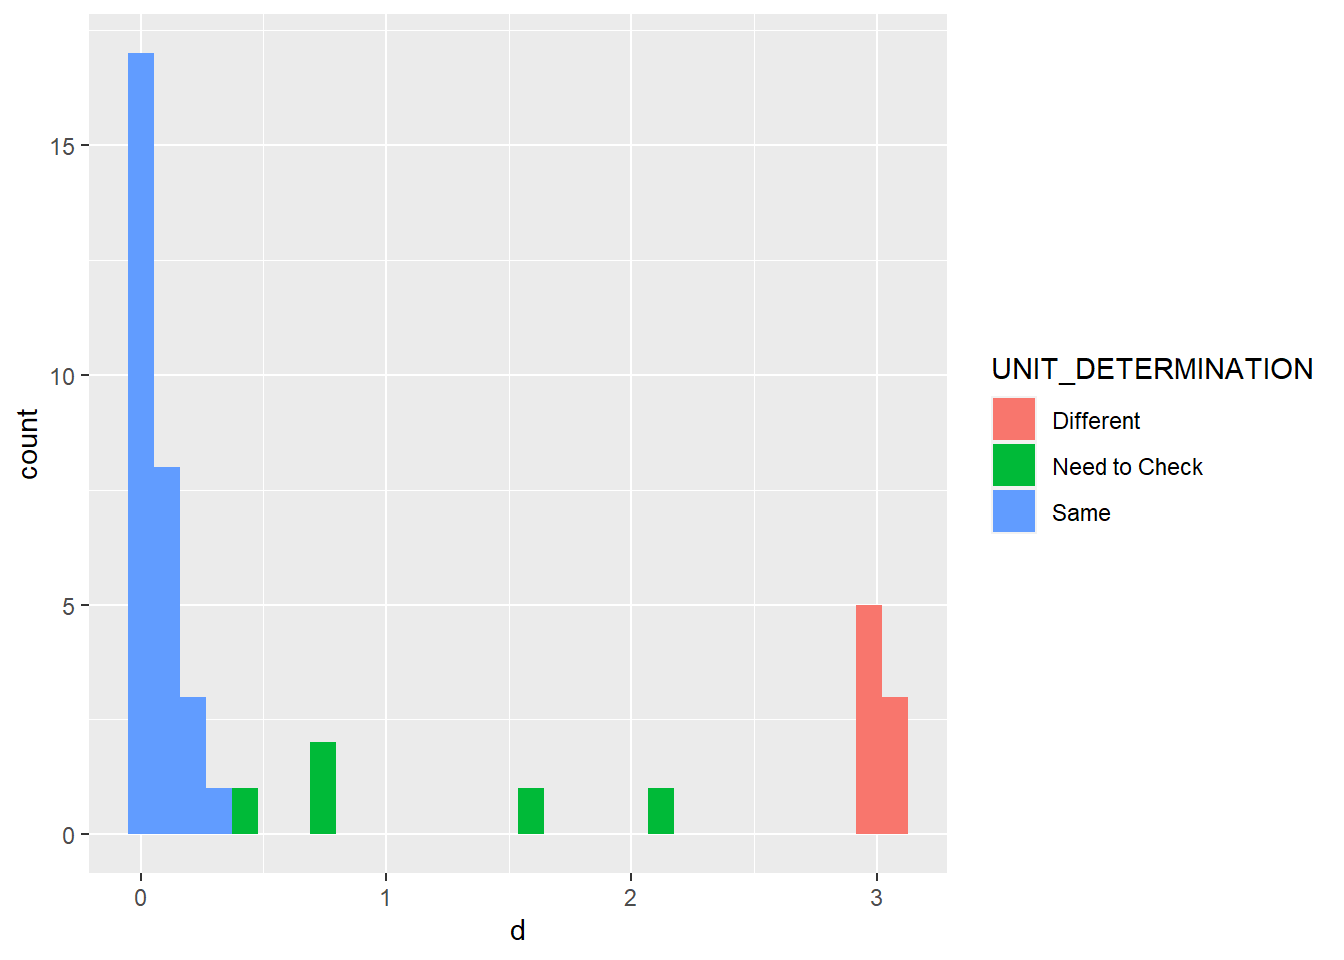 15
10
5
0
count
0 1 2 3
d
UNIT_DETERMINATION
Different
Need to Check
Same